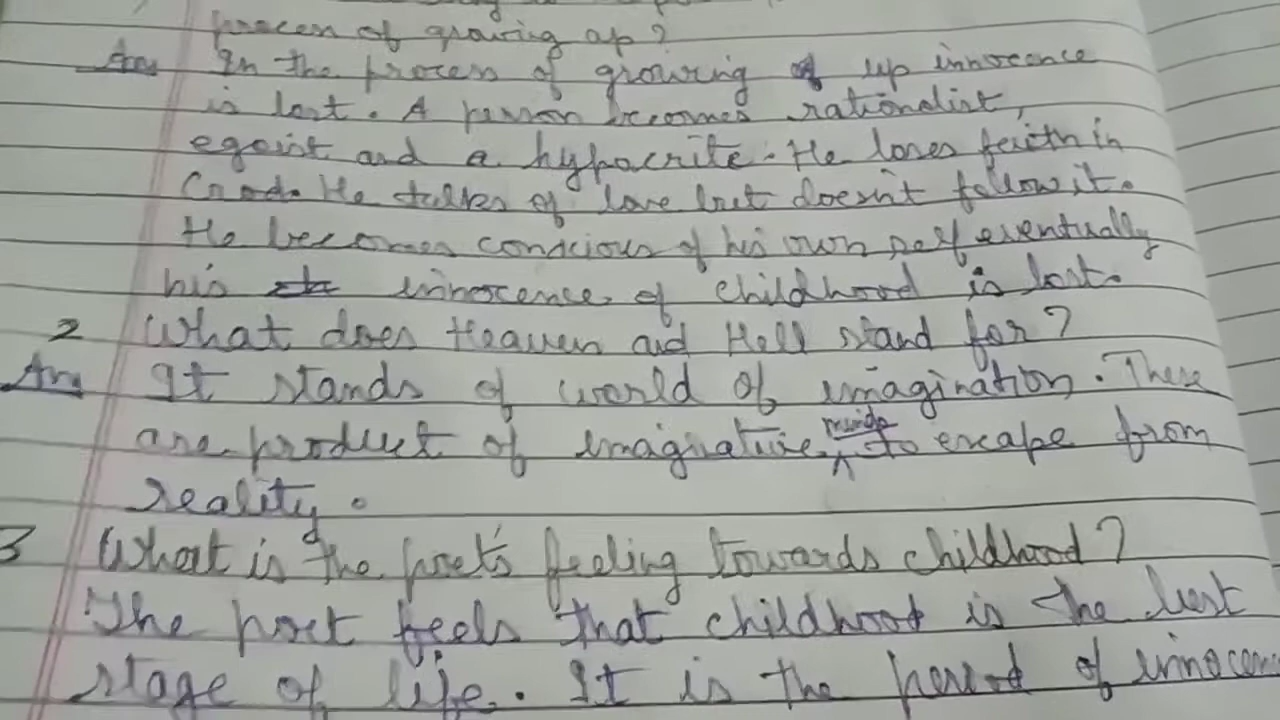 process of growing up?
Ans In the process of growing up innocence
is lost. A person becomes rationalist,
egoist and a hypocrite. He loses faith in
God. He talks of love but doesn't follow it.
He becomes conscious of his own self eventually
his innocence of childhood is lost.
2 What does Heaven and Hell stand for?
Ans It stands of world of imagination. These
are product of imaginative minds to escape from
reality.
3 What is the poet's feeling towards childhood?
The poet feels that childhood is the best
stage of life. It is the period of